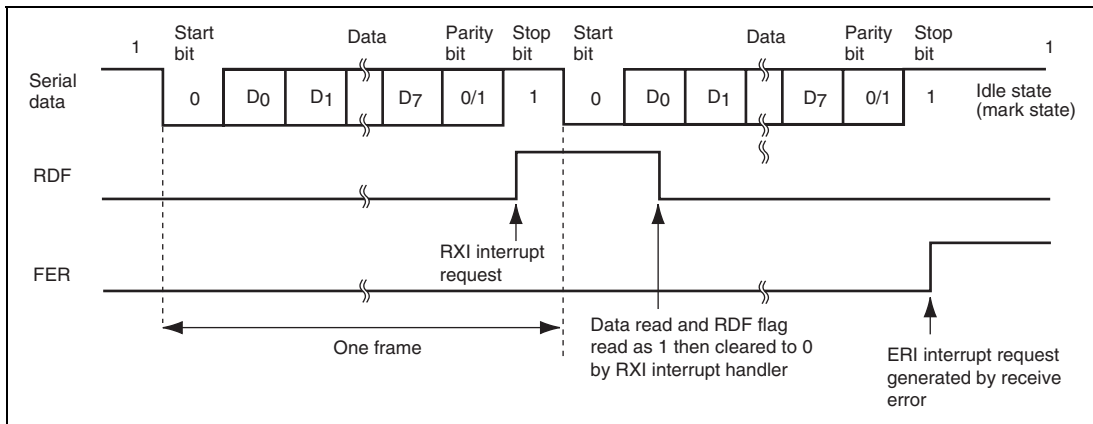 1 Start bit Data Parity bit Stop bit Start bit Data Parity bit Stop bit 1
Serial data 0 D0 D1 D7 0/1 1 0 D0 D1 D7 0/1 1 Idle state (mark state)
RDF
RXI interrupt
request
FER
One frame
Data read and RDF flag
read as 1 then cleared to 0
by RXI interrupt handler
ERI interrupt request
generated by receive
error